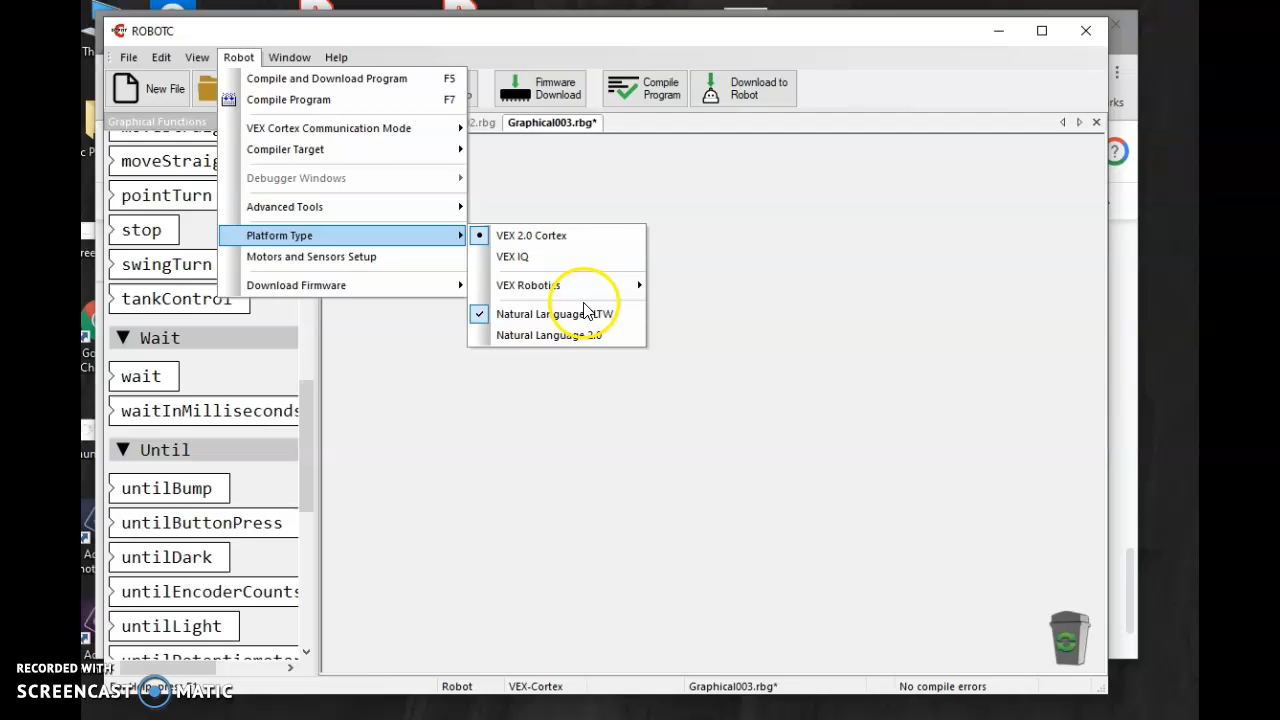 ROBOTC
File Edit View Robot Window Help
New File
Firmware Download
Compile Program
Download to Robot
Compile and Download Program F5
Compile Program F7
VEX Cortex Communication Mode
Compiler Target
Debugger Windows
Advanced Tools
Platform Type
Motors and Sensors Setup
Download Firmware
VEX 2.0 Cortex
VEX IQ
VEX Robotics
Natural Language
Natural Language 2.0
Graphical Functions
2.rbg
Graphical003.rbg*
pointTurn
stop
swingTurn
tankControl
Wait
wait
waitInMilliseconds
Until
untilBump
untilButtonPress
untilDark
untilEncoderCounts
untilLight
Robot
VEX-Cortex
Graphical003.rbg*
No compile errors
RECORDED WITH
SCREENCAST MATIC